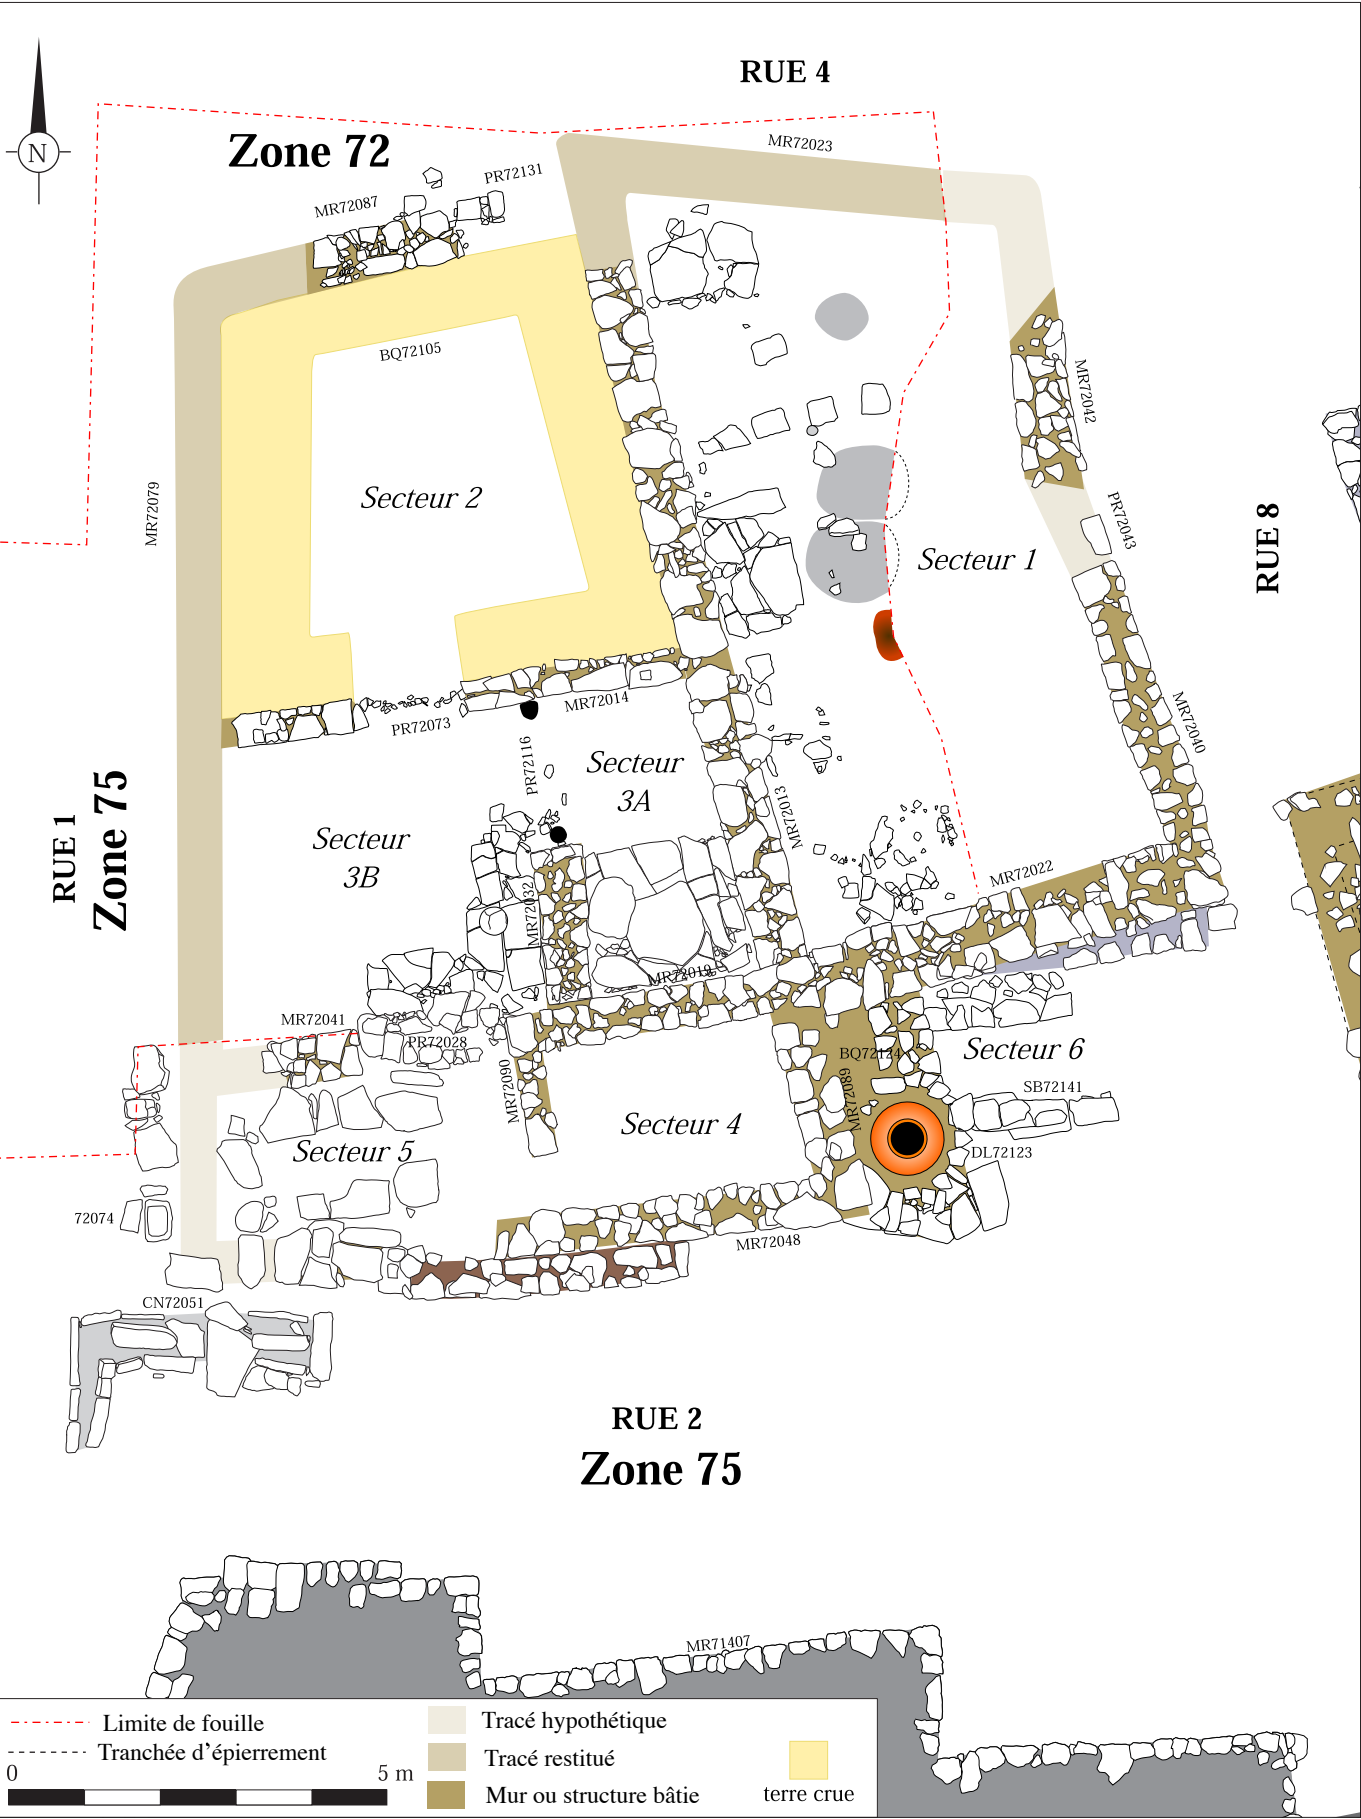 RUE 4
MR72023
N
Zone 72
PR72131
MR72087
BQ72105
MR72042
Secteur 2
MR72079
PR72043
RUE 8
Secteur 1
MR72014
PR72073
MR72040
PR72116
Secteur
3A
MR72013
RUE 1
Zone 75
Secteur
3B
MR72022
MR72032
MR72019
MR72041
PR72028
BQ72124
Secteur 6
MR72090
MR72089
SB72141
Secteur 4
Secteur 5
DL72123
72074
MR72048
CN72051
RUE 2
Zone 75
MR71407
Limite de fouille
Tranchée d'épierrement
0 5 m
Tracé hypothétique
Tracé restitué
Mur ou structure bâtie
terre crue